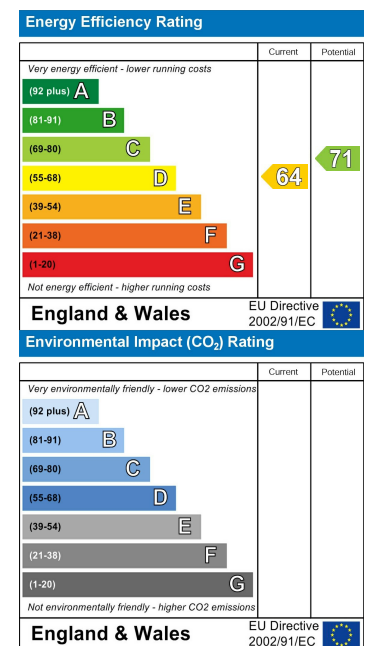 Energy Efficiency Rating
Current Potential
Very energy efficient - lower running costs
(92 plus) A
(81-91) B
(69-80) C
71
(55-68) D
64
(39-54) E
(21-38) F
(1-20) G
Not energy efficient - higher running costs
England & Wales
EU Directive
2002/91/EC
Environmental Impact (CO₂) Rating
Current Potential
Very environmentally friendly - lower CO2 emissions
(92 plus) A
(81-91) B
(69-80) C
(55-68) D
(39-54) E
(21-38) F
(1-20) G
Not environmentally friendly - higher CO2 emissions
England & Wales
EU Directive
2002/91/EC